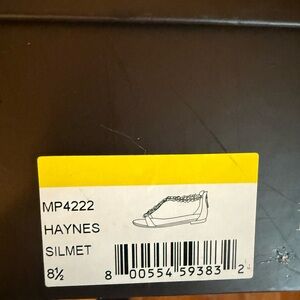 MP4222
HAYNES
SILMET
8½
8 00554 59383 2